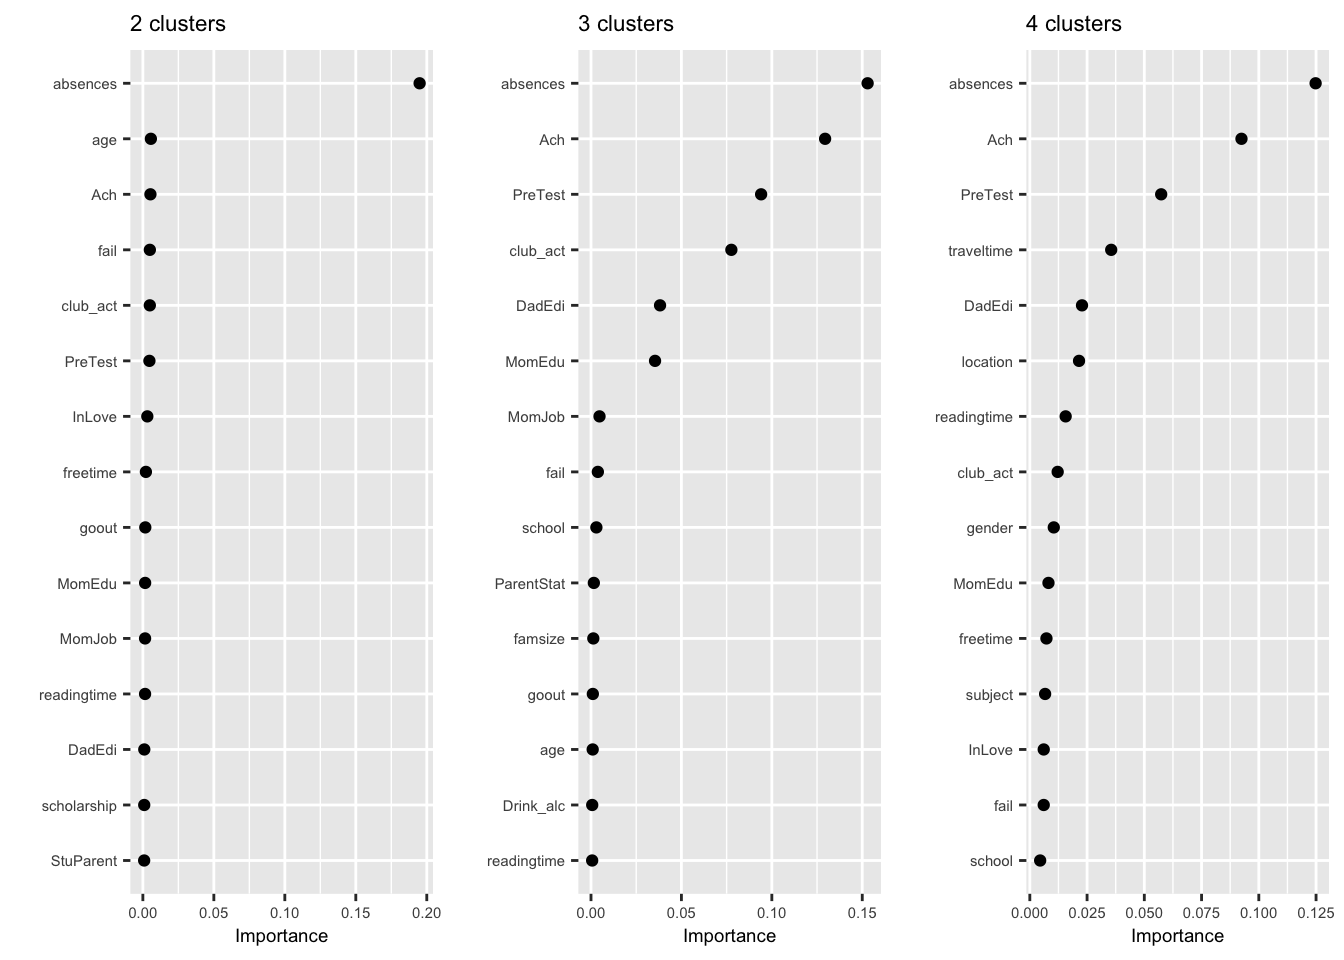 2 clusters
absences
age
Ach
fail
club_act
PreTest
InLove
freetime
goout
MomEdu
MomJob
readingtime
DadEdi
scholarship
StuParent
0.00 0.05 0.10 0.15 0.20
Importance
3 clusters
absences
Ach
PreTest
club_act
DadEdi
MomEdu
MomJob
fail
school
ParentStat
famsize
goout
age
Drink_alc
readingtime
0.00 0.05 0.10 0.15
Importance
4 clusters
absences
Ach
PreTest
traveltime
DadEdi
location
readingtime
club_act
gender
MomEdu
freetime
subject
InLove
fail
school
0.000 0.025 0.050 0.075 0.100 0.125
Importance